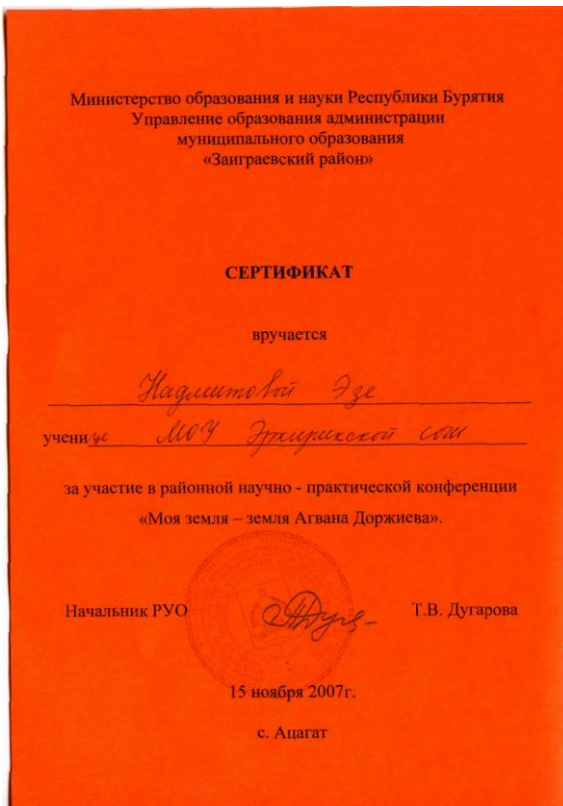 Министерство образования и науки Республики Бурятия
Управление образования администрации
муниципального образования
«Заиграевский район»
СЕРТИФИКАТ
вручается
Надмитовой Эзе
ученице МОУ Эрхирикской сош
за участие в районной научно - практической конференции
«Моя земля – земля Агвана Доржиева».
Начальник РУО Т.В. Дугарова
15 ноября 2007г.
с. Ацагат